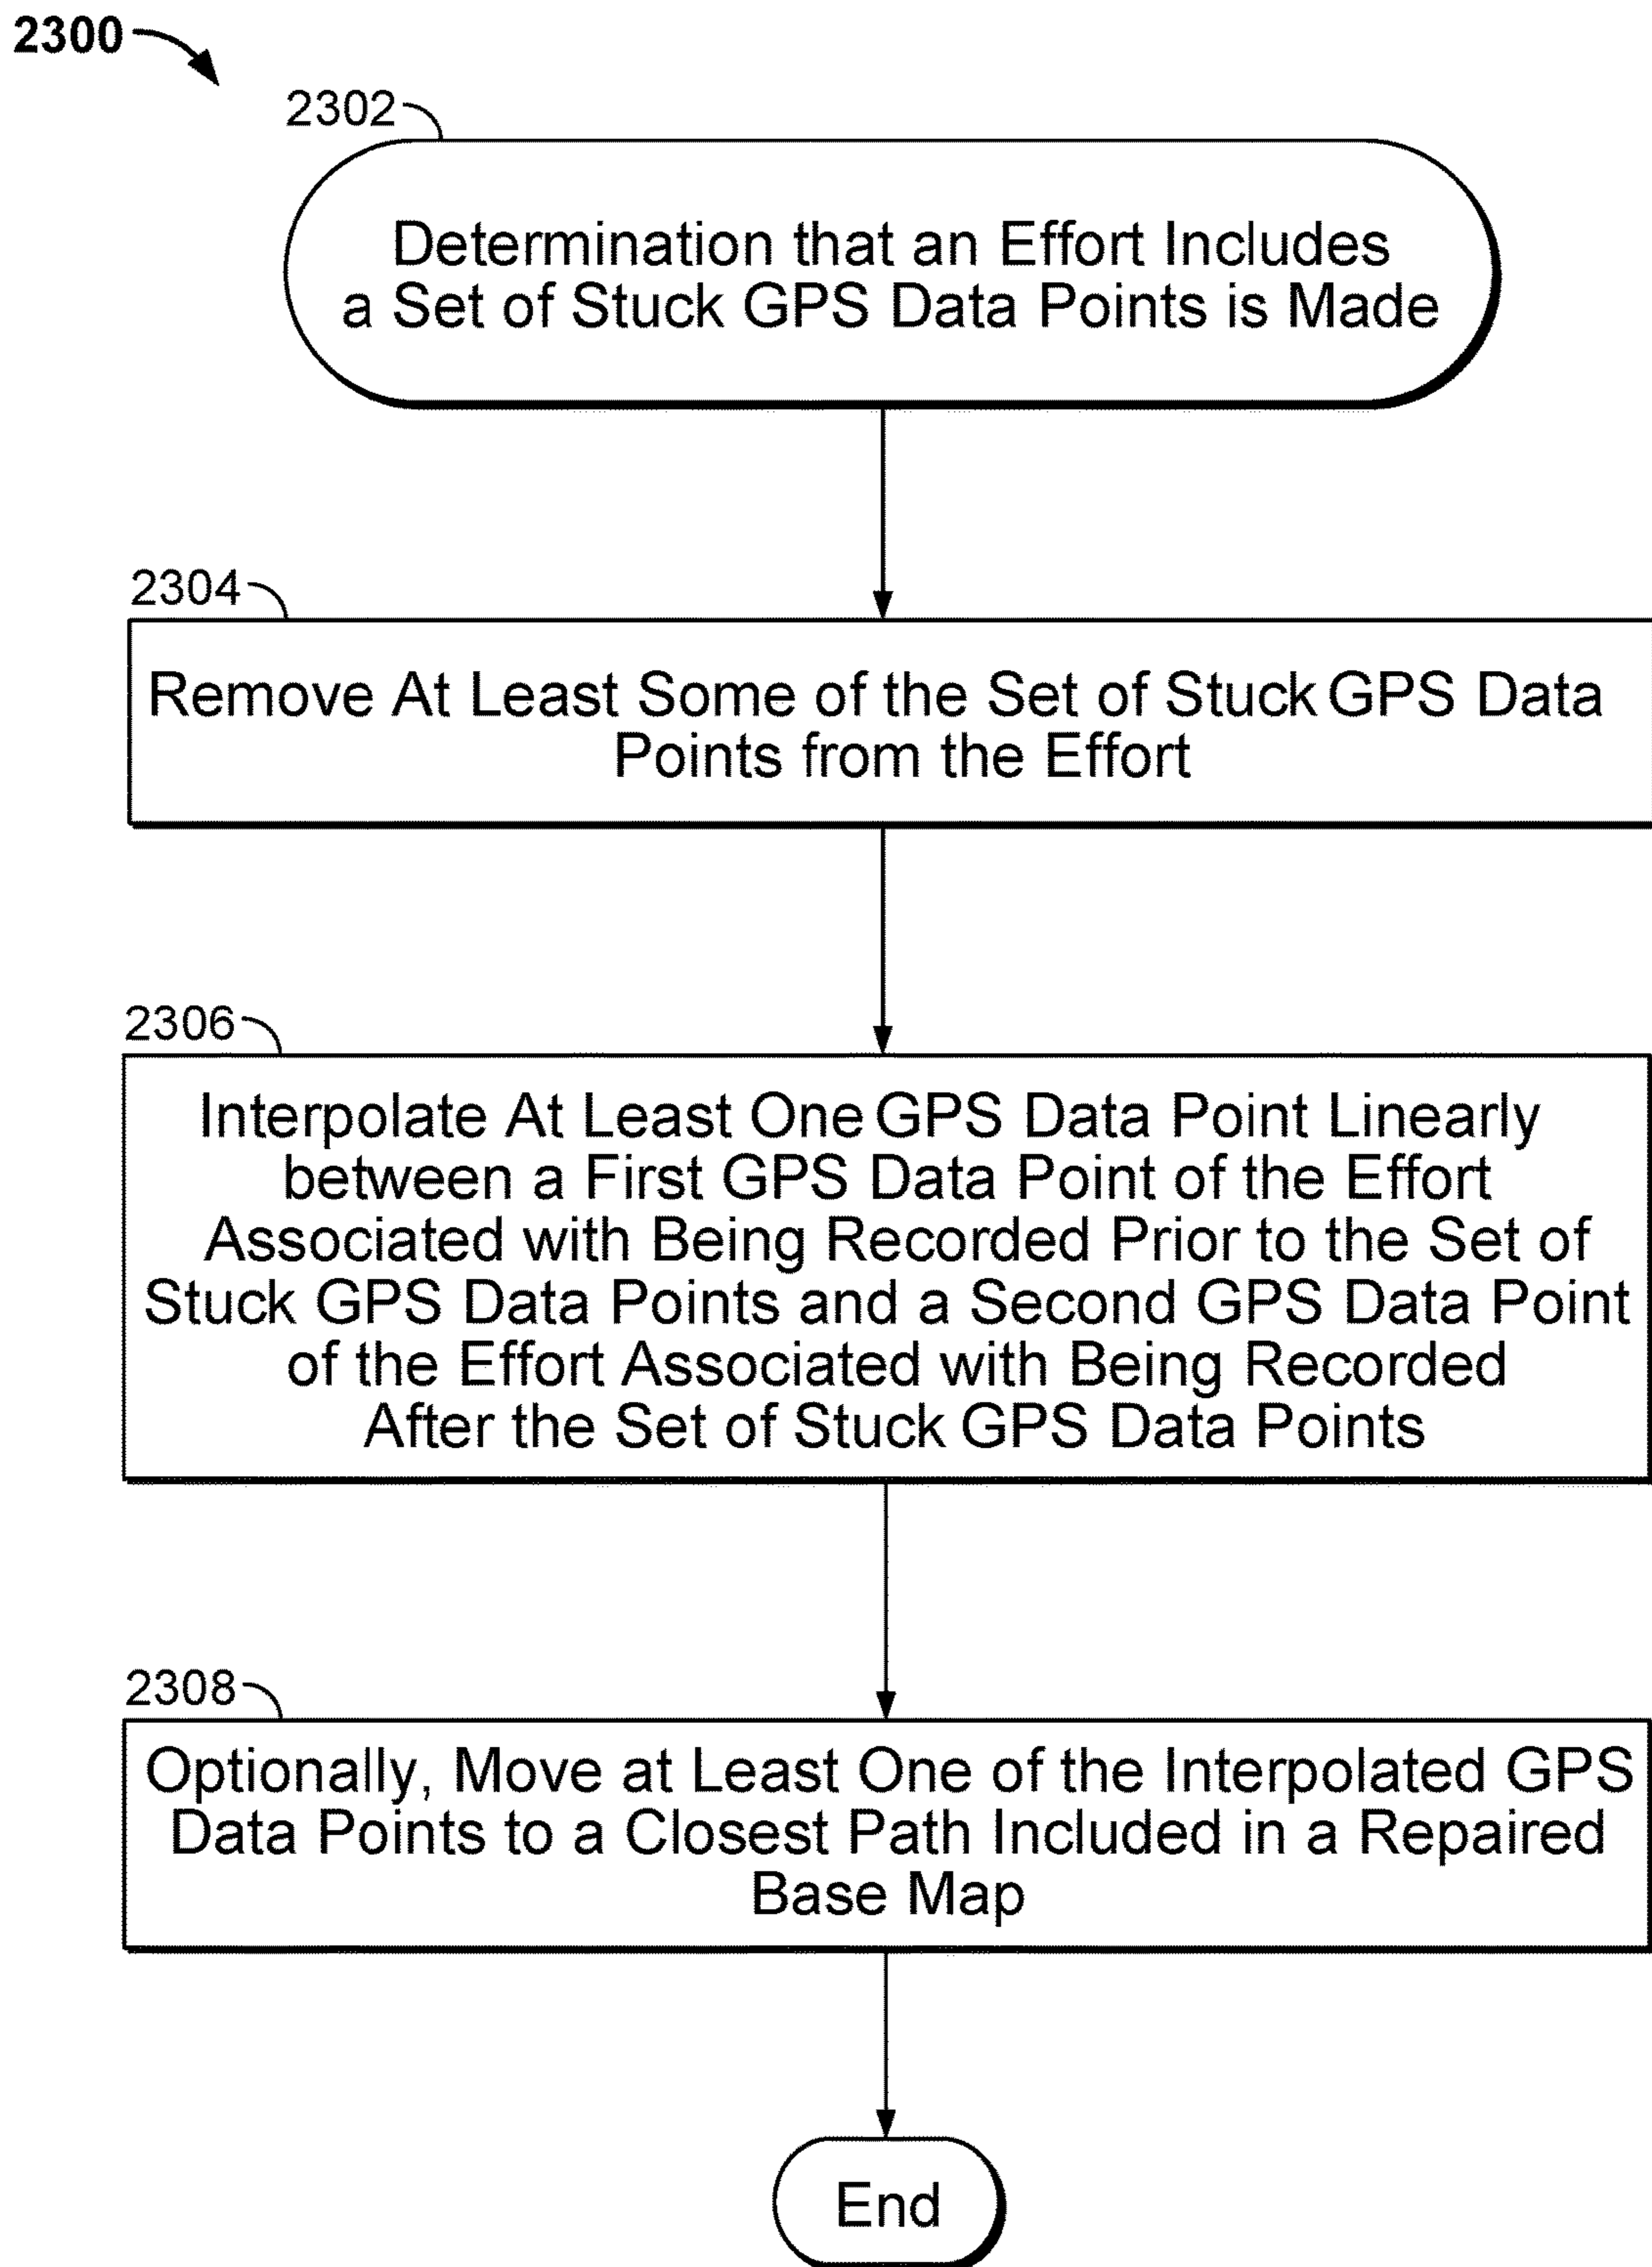 2300
2302
Determination that an Effort Includes
a Set of Stuck GPS Data Points is Made
2304
Remove At Least Some of the Set of Stuck GPS Data
Points from the Effort
2306
Interpolate At Least One GPS Data Point Linearly
between a First GPS Data Point of the Effort
Associated with Being Recorded Prior to the Set of
Stuck GPS Data Points and a Second GPS Data Point
of the Effort Associated with Being Recorded
After the Set of Stuck GPS Data Points
2308
Optionally, Move at Least One of the Interpolated GPS
Data Points to a Closest Path Included in a Repaired
Base Map
End